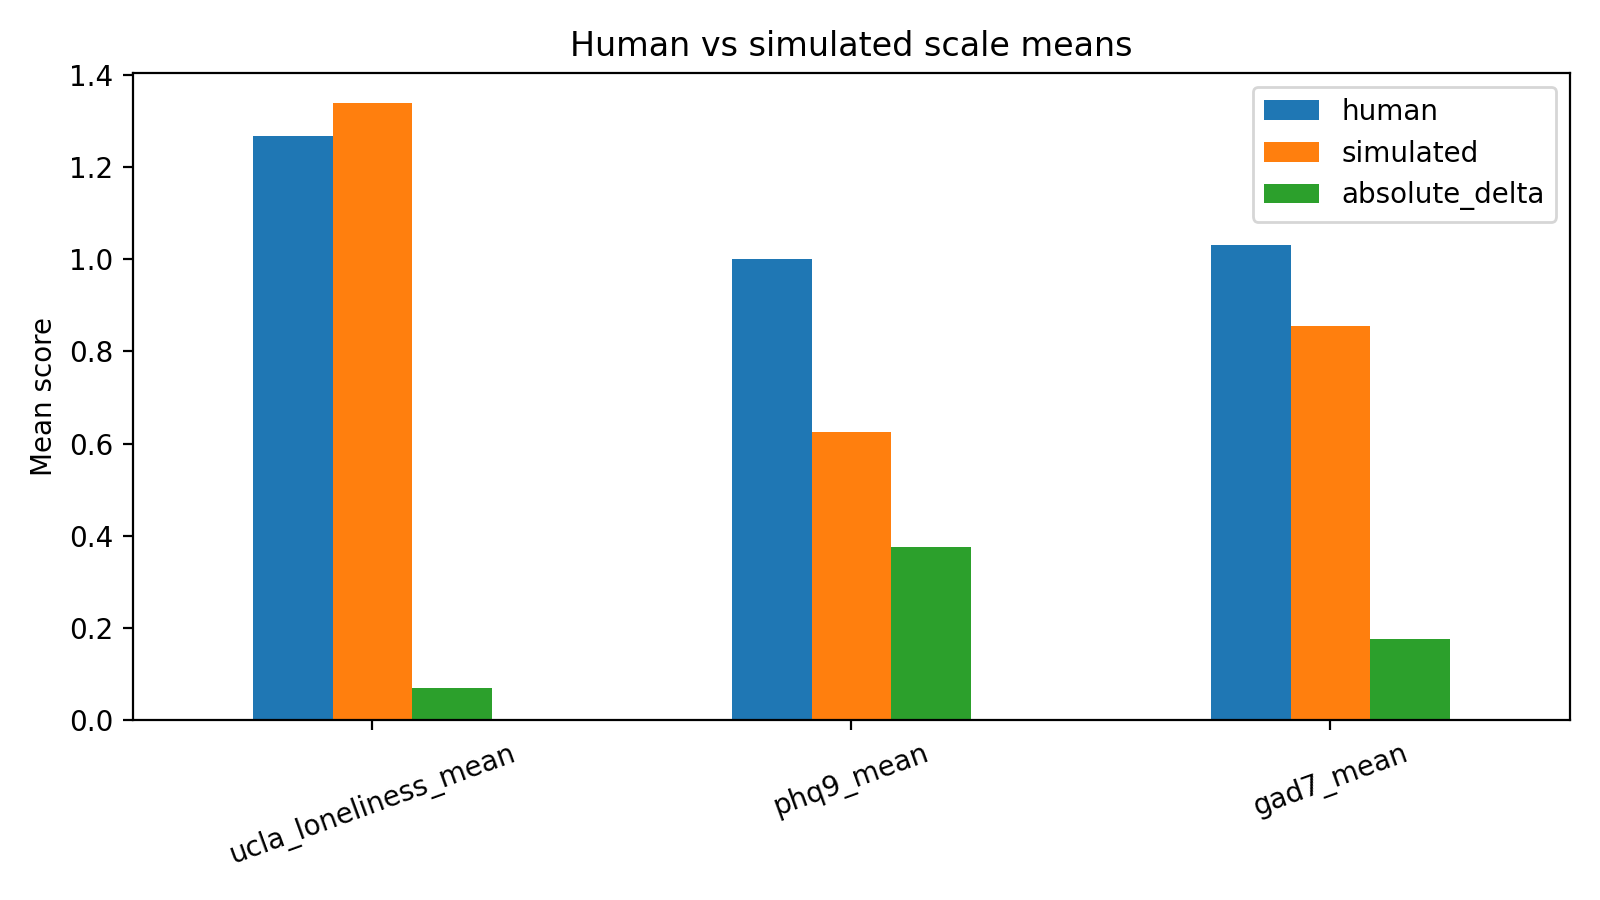 Human vs simulated scale means
human
simulated
absolute_delta
Mean score
1.4
1.2
1.0
0.8
0.6
0.4
0.2
0.0
ucla_loneliness_mean
phq9_mean
gad7_mean